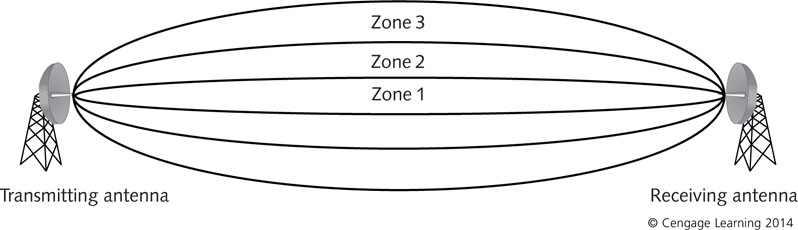 Zone 3
Zone 2
Zone 1
Transmitting antenna
Receiving antenna
© Cengage Learning 2014